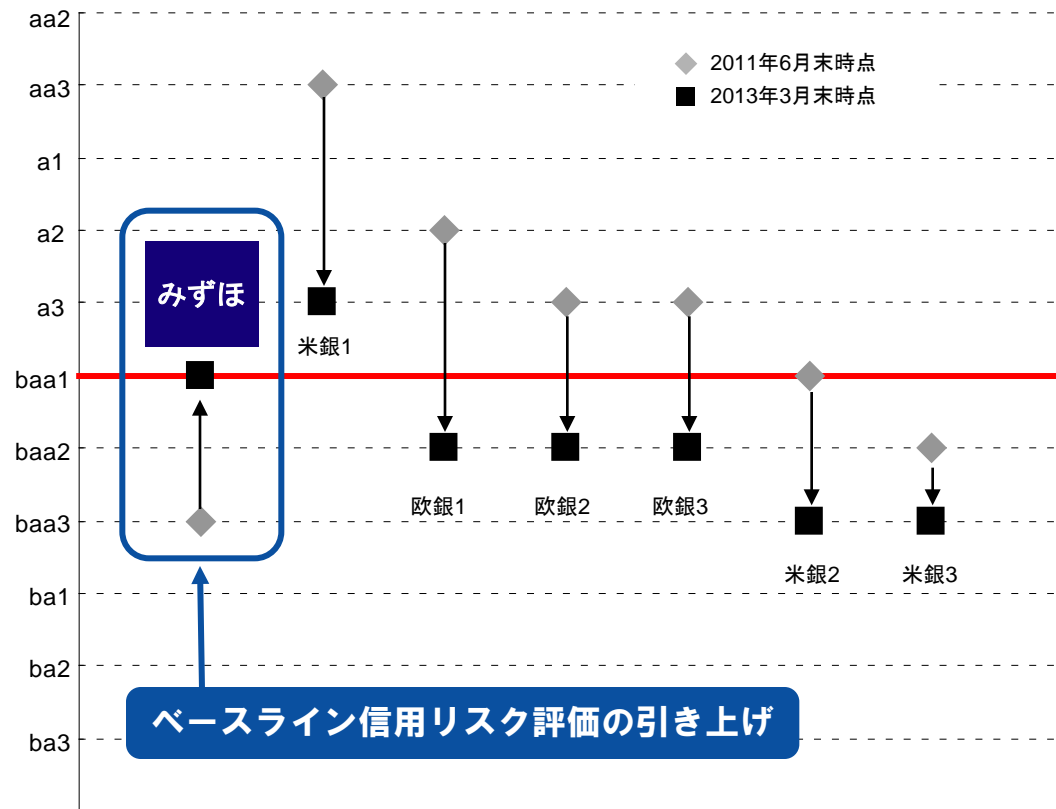 aa2
2011年6月末時点
aa3
2013年3月末時点
a1
a2
みずほ
a3
米銀1
baa1
baa2
欧銀1 欧銀2 欧銀3
baa3
米銀2 米銀3
ba1
ba2
ベースライン信用リスク評価の引き上げ
ba3